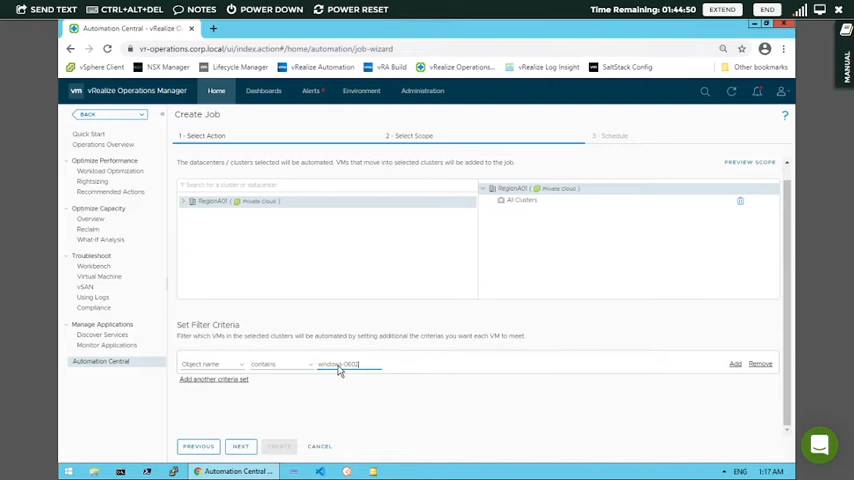 SEND TEXT CTRL+ALT+DEL NOTES POWER DOWN POWER RESET Time Remaining: 01:44:50 EXTEND END
Automation Central - vRealize O
MANUAL
vr-operations.corp.local/ui/index.action#/home/automation/job-wizard
vSphere Client NSX Manager Lifecycle Manager vRealize Automation vRA Build vRealize Operations... vRealize Log Insight SaltStack Config Other bookmarks
vm vRealize Operations Manager Home Dashboards Alerts Environment Administration
BACK
Create Job
Quick Start
Operations Overview
Optimize Performance
Workload Optimization
Rightsizing
Recommended Actions
Optimize Capacity
Overview
Reclaim
What-If Analysis
Troubleshoot
Workbench
Virtual Machine
vSAN
Using Logs
Compliance
Manage Applications
Discover Services
Monitor Applications
Automation Central
1 - Select Action 2 - Select Scope 3 - Schedule
The datacenters / clusters selected will be automated. VMs that move into selected clusters will be added to the job. PREVIEW SCOPE
Search for a cluster or datacenter
RegionA01 ( Private Cloud )
RegionA01 ( Private Cloud )
All Clusters
Set Filter Criteria
Filter which VMs in the selected clusters will be automated by setting additional the criteria you want each VM to meet.
Object name contains windows-0602 Add Remove
Add another criteria set
PREVIOUS NEXT CREATE CANCEL
Automation Central ... ENG 1:17 AM